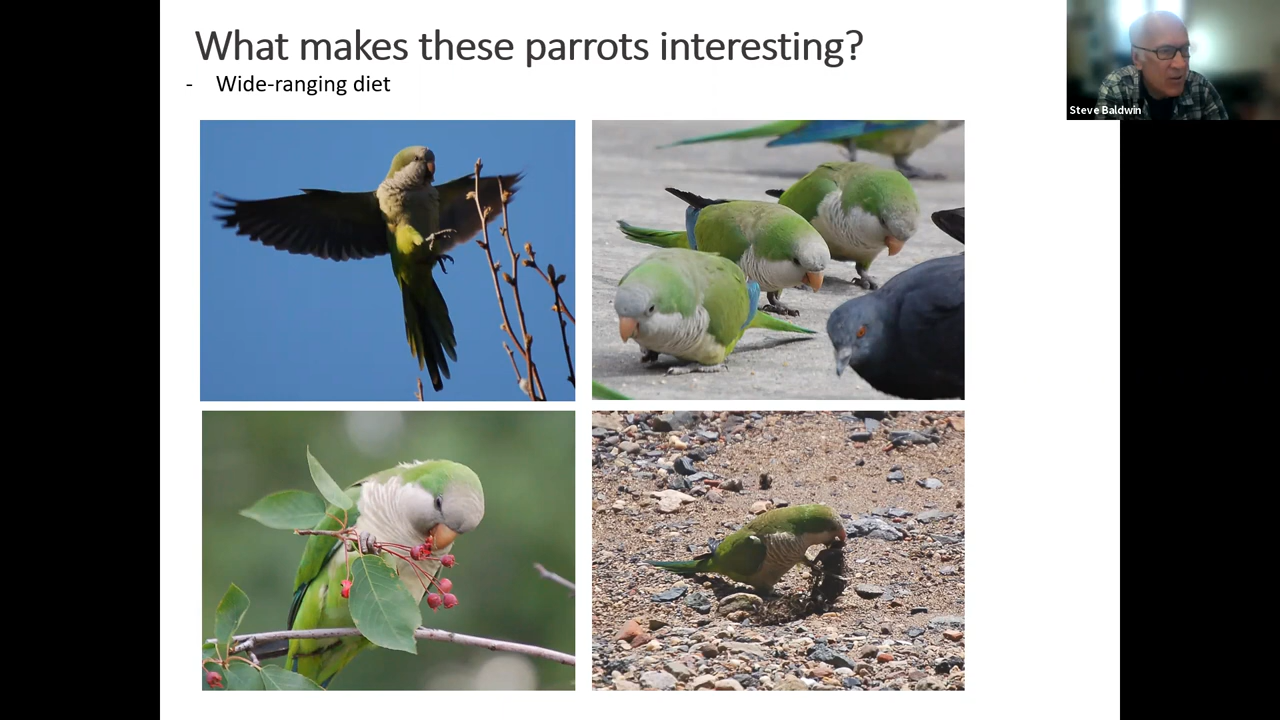 What makes these parrots interesting?
- Wide-ranging diet
Steve Baldwin